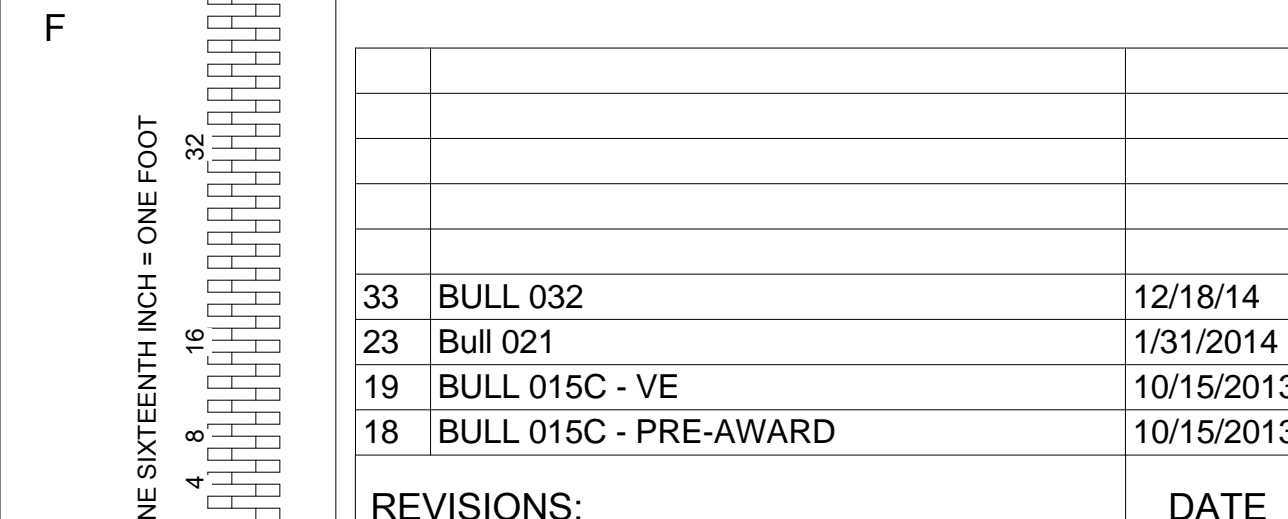 F
NE SIXTEENTH INCH = ONE FOOT
32
16
8
4
33 BULL 032 12/18/14
23 Bull 021 1/31/2014
19 BULL 015C - VE 10/15/2013
18 BULL 015C - PRE-AWARD 10/15/2013
REVISIONS: DATE